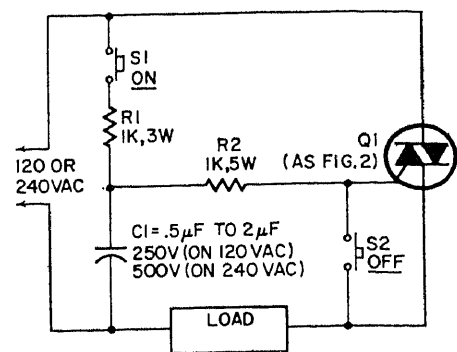 S1
ON
R1
1K,3W
120 OR
240VAC
R2
1K,5W
Q1
(AS FIG.2)
C1=.5µF TO 2µF
250V (ON 120 VAC)
500V (ON 240 VAC)
S2
OFF
LOAD